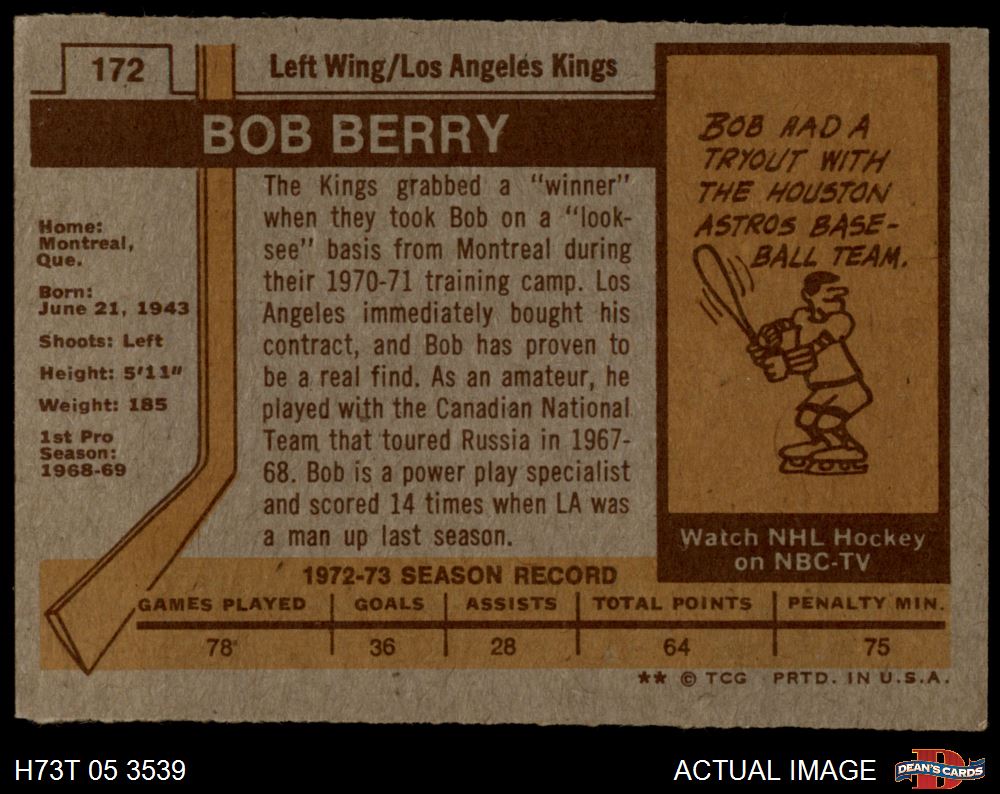 172
Left Wing/Los Angeles Kings
BOB BERRY
Home:
Montreal,
Que.
Born:
June 21, 1943
Shoots: Left
Height: 5'11"
Weight: 185
1st Pro
Season:
1968-69
The Kings grabbed a "winner"
when they took Bob on a "look-
see" basis from Montreal during
their 1970-71 training camp. Los
Angeles immediately bought his
contract, and Bob has proven to
be a real find. As an amateur, he
played with the Canadian National
Team that toured Russia in 1967-
68. Bob is a power play specialist
and scored 14 times when LA was
a man up last season.
BOB HAD A
TRYOUT WITH
THE HOUSTON
ASTROS BASE-
BALL TEAM.
Watch NHL Hockey
on NBC-TV
1972-73 SEASON RECORD
GAMES PLAYED GOALS ASSISTS TOTAL POINTS PENALTY MIN.
78 36 28 64 75
** © TCG PRTD. IN U.S.A.
H73T 05 3539
ACTUAL IMAGE
DEAN'S CARDS